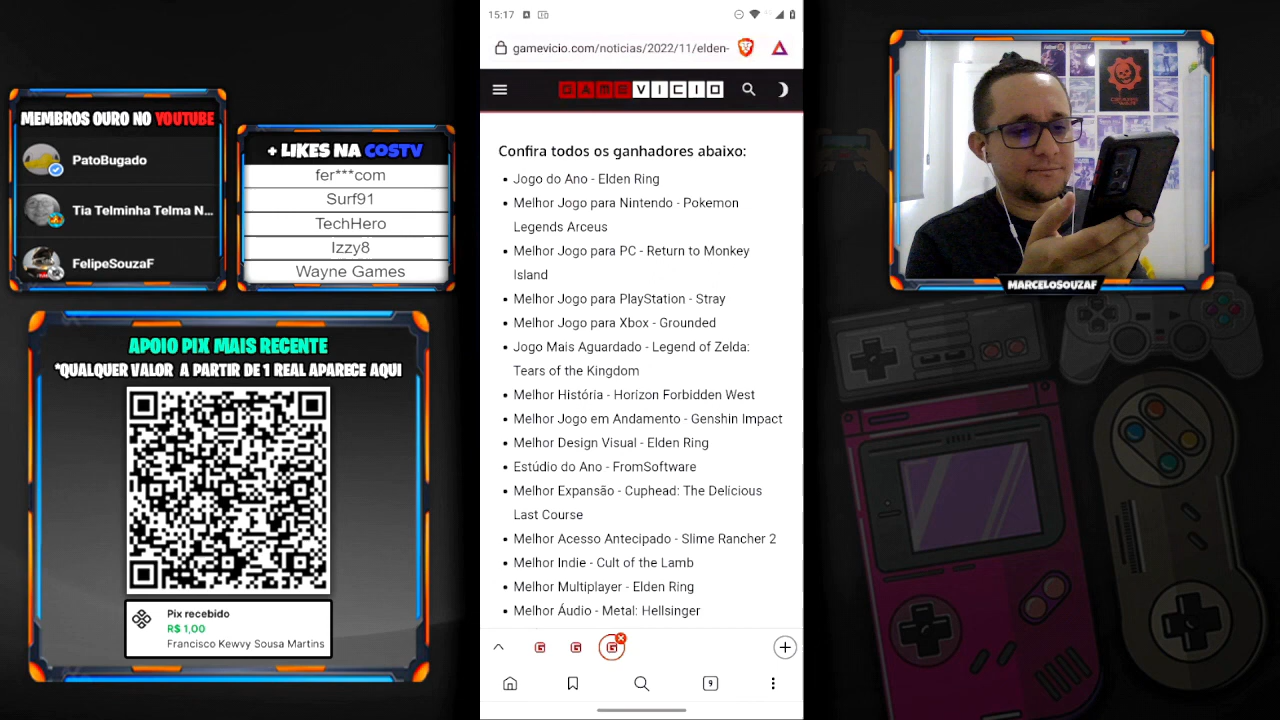 MEMBROS OURO NO YOUTUBE
PatoBugado
Tia Telminha Telma N...
FelipeSouzaF
+ LIKES NA COSTV
fer***com
Surf91
TechHero
Izzy8
Wayne Games
APOIO PIX MAIS RECENTE
*QUALQUER VALOR A PARTIR DE 1 REAL APARECE AQUI
Pix recebido
R$ 1,00
Francisco Kewvy Sousa Martins
15:17
gamevicio.com/noticias/2022/11/elden-
GAMEVICIO
Confira todos os ganhadores abaixo:
• Jogo do Ano - Elden Ring
• Melhor Jogo para Nintendo - Pokemon
Legends Arceus
• Melhor Jogo para PC - Return to Monkey
Island
• Melhor Jogo para PlayStation - Stray
• Melhor Jogo para Xbox - Grounded
• Jogo Mais Aguardado - Legend of Zelda:
Tears of the Kingdom
• Melhor História - Horizon Forbidden West
• Melhor Jogo em Andamento - Genshin Impact
• Melhor Design Visual - Elden Ring
• Estúdio do Ano - FromSoftware
• Melhor Expansão - Cuphead: The Delicious
Last Course
• Melhor Acesso Antecipado - Slime Rancher 2
• Melhor Indie - Cult of the Lamb
• Melhor Multiplayer - Elden Ring
• Melhor Áudio - Metal: Hellsinger
9
MARCELOSOUZAF